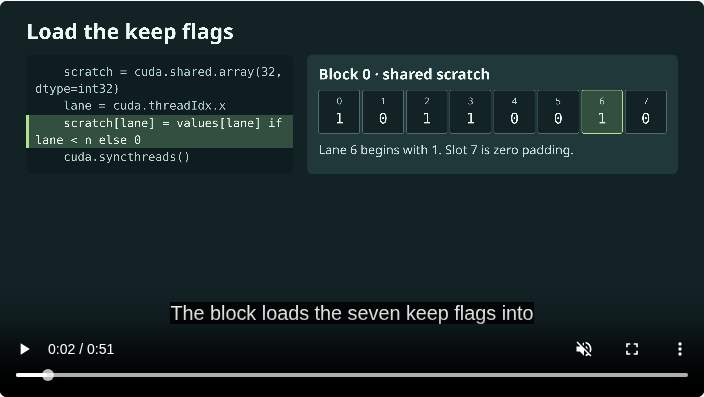 Load the keep flags
scratch = cuda.shared.array(32,
dtype=int32)
lane = cuda.threadIdx.x
scratch[lane] = values[lane] if
lane < n else 0
cuda.syncthreads()
Block 0 · shared scratch
0 1 2 3 4 5 6 7
1 0 1 1 0 0 1 0
Lane 6 begins with 1. Slot 7 is zero padding.
The block loads the seven keep flags into
0:02 / 0:51